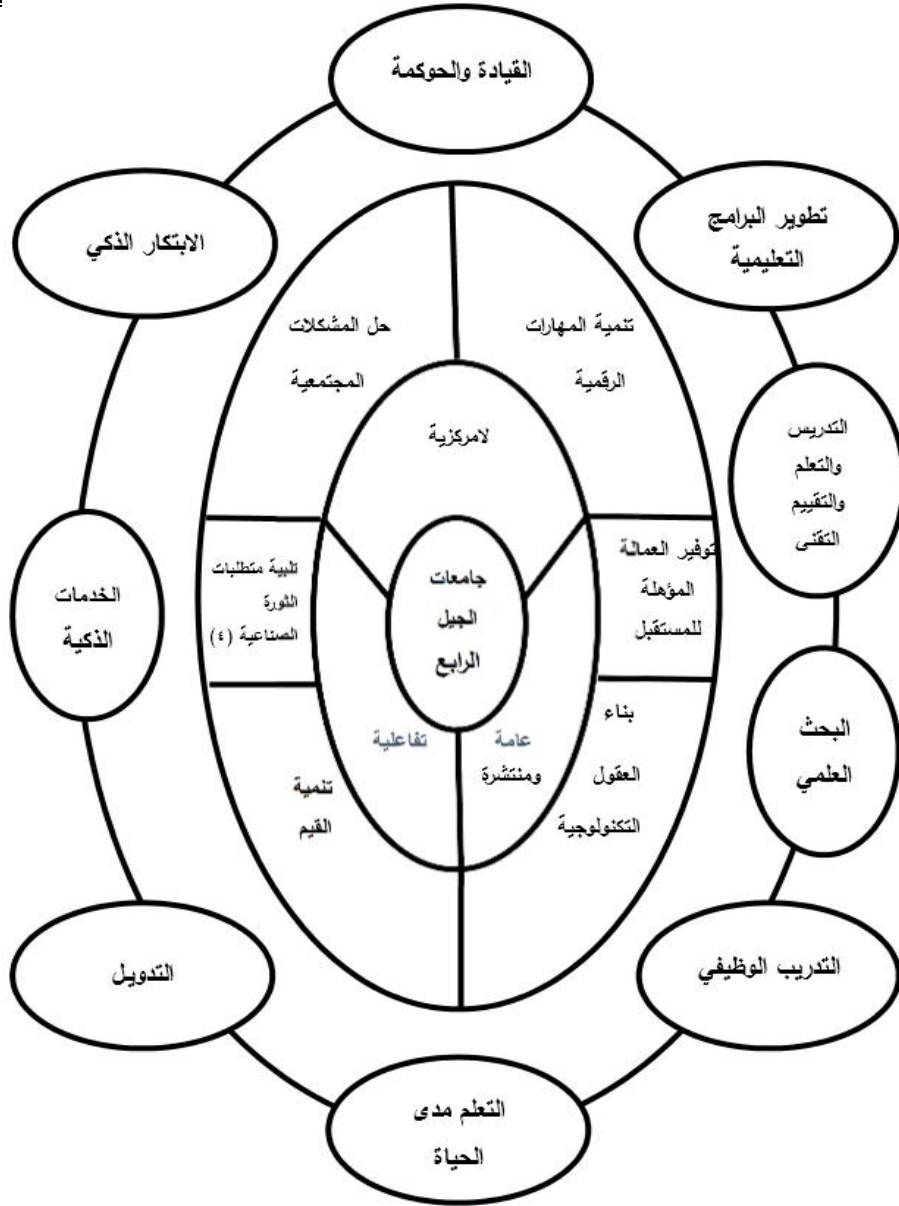 القيادة والحوكمة
تطوير البرامج
التعليمية
الابتكار الذكي
حل المشكلات
المجتمعية
تنمية المهارات
الرقمية
لامركزية
التدريس
والتعلم
والتقييم
التقنى
توفير العمالة
المؤهلة
للمستقبل
تلبية متطلبات
الثورة
الصناعية (٤)
جامعات
الجيل
الرابع
الخدمات
الذكية
البحث
العلمي
بناء
العقول
التكنولوجية
عامة
ومنتشرة
تفاعلية
تنمية
القيم
التدريب الوظيفي
التدويل
التعلم مدى
الحياة